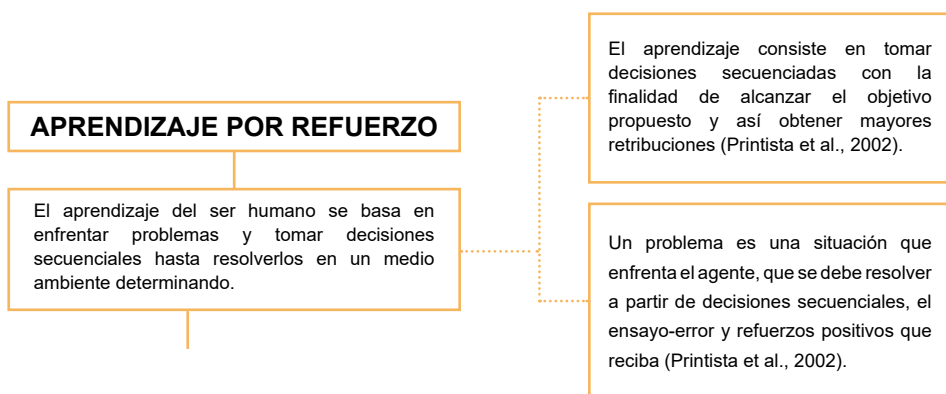 APRENDIZAJE POR REFUERZO
El aprendizaje del ser humano se basa en
enfrentar problemas y tomar decisiones
secuenciales hasta resolverlos en un medio
ambiente determinando.
El aprendizaje consiste en tomar
decisiones secuenciadas con la
finalidad de alcanzar el objetivo
propuesto y así obtener mayores
retribuciones (Printista et al., 2002).
Un problema es una situación que
enfrenta el agente, que se debe resolver
a partir de decisiones secuenciales, el
ensayo-error y refuerzos positivos que
reciba (Printista et al., 2002).